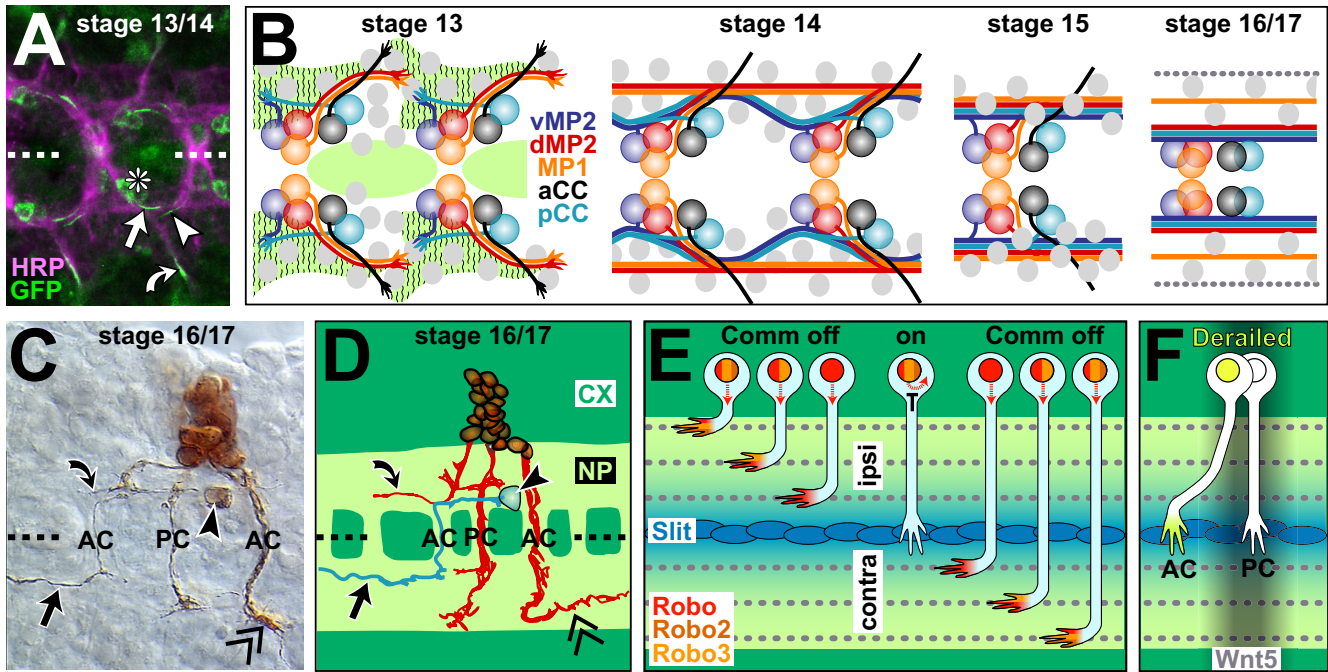 A
stage 13/14
HRP
GFP
B
stage 13
stage 14
stage 15
stage 16/17
vMP2
dMP2
MP1
aCC
pCC
C
stage 16/17
AC
PC
AC
D
stage 16/17
CX
NP
AC
PC
AC
E
Comm off
on
Comm off
T
ipsi
Slit
contra
Robo
Robo2
Robo3
F
Derailed
AC
PC
Wnt5